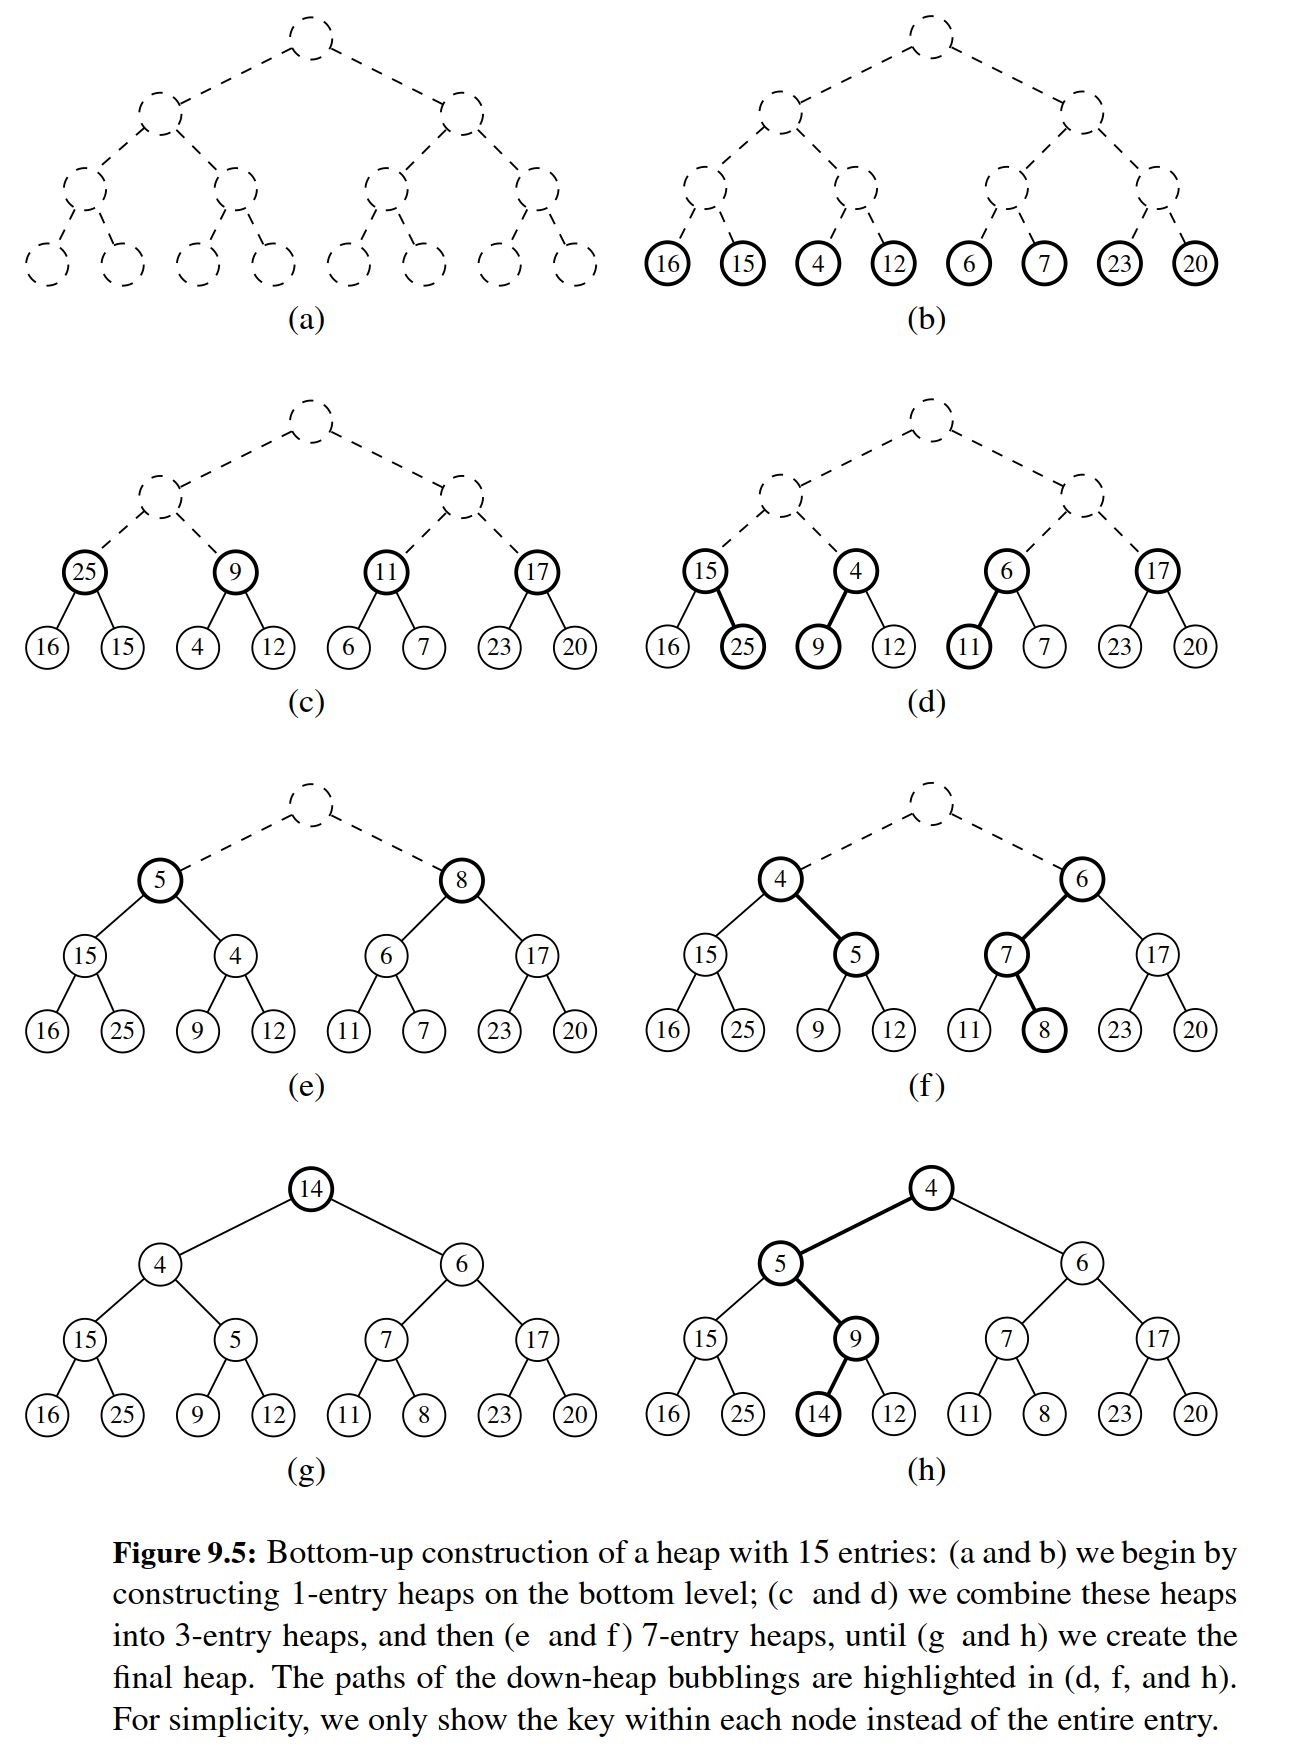 (a) (b)
16 15 4 12 6 7 23 20
(c) (d)
25 9 11 17 15 4 6 17
16 15 4 12 6 7 23 20 16 25 9 12 11 7 23 20
(e) (f)
5 8 4 6
15 4 6 17 15 5 7 17
16 25 9 12 11 7 23 20 16 25 9 12 11 8 23 20
(g) (h)
14 4
4 6 5 6
15 5 7 17 15 9 7 17
16 25 9 12 11 8 23 20 16 25 14 12 11 8 23 20
Figure 9.5: Bottom-up construction of a heap with 15 entries: (a and b) we begin by
constructing 1-entry heaps on the bottom level; (c and d) we combine these heaps
into 3-entry heaps, and then (e and f) 7-entry heaps, until (g and h) we create the
final heap. The paths of the down-heap bubblings are highlighted in (d, f, and h).
For simplicity, we only show the key within each node instead of the entire entry.